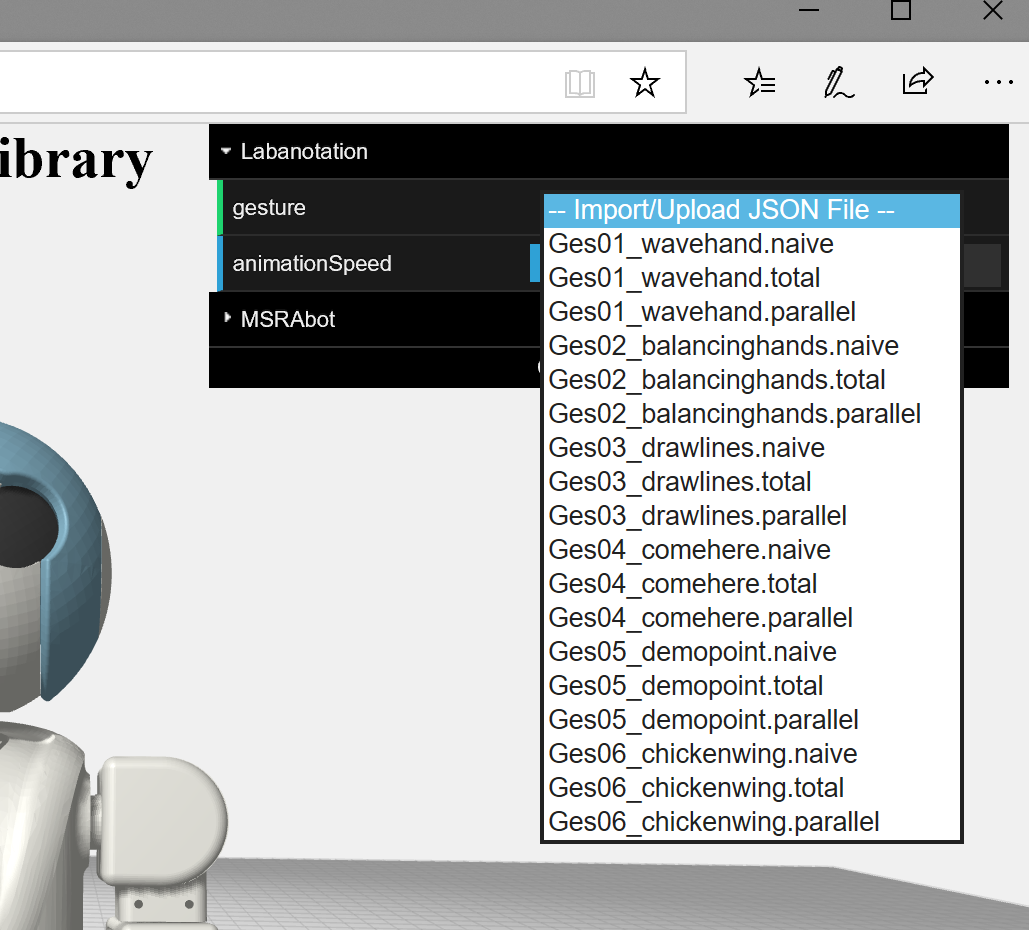 ibrary
Labanotation
gesture
-- Import/Upload JSON File --
Ges01_wavehand.naive
animationSpeed
Ges01_wavehand.total
Ges01_wavehand.parallel
MSRAbot
Ges02_balancinghands.naive
Ges02_balancinghands.total
Ges02_balancinghands.parallel
Ges03_drawlines.naive
Ges03_drawlines.total
Ges03_drawlines.parallel
Ges04_comehere.naive
Ges04_comehere.total
Ges04_comehere.parallel
Ges05_demopoint.naive
Ges05_demopoint.total
Ges05_demopoint.parallel
Ges06_chickenwing.naive
Ges06_chickenwing.total
Ges06_chickenwing.parallel